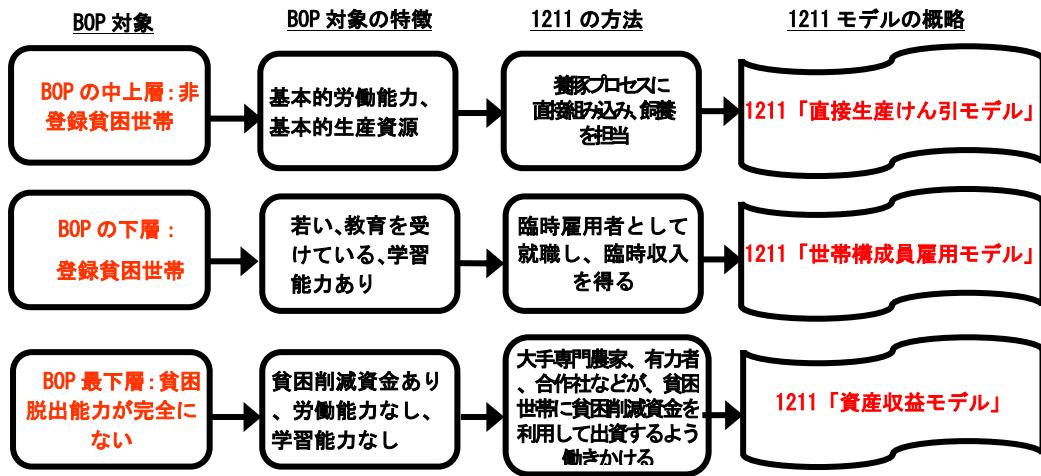 BOP 対象
BOP 対象の特徴
1211 の方法
1211 モデルの概略
BOP の中上層：非
登録貧困世帯
基本的労働能力、
基本的生産資源
養豚プロセスに
直接組み込み、飼養
を担当
1211「直接生産けん引モデル」
BOP の下層：
登録貧困世帯
若い、教育を受
けている、学習
能力あり
臨時雇用者として
就職し、臨時収入
を得る
1211「世帯構成員雇用モデル」
BOP 最下層：貧困
脱出能力が完全に
ない
貧困削減資金あり
、労働能力なし、
学習能力なし
大手専門農家、有力者
、合作社などが、貧困
世帯に貧困削減資金を
利用して出資するよう
働きかける
1211「資産収益モデル」